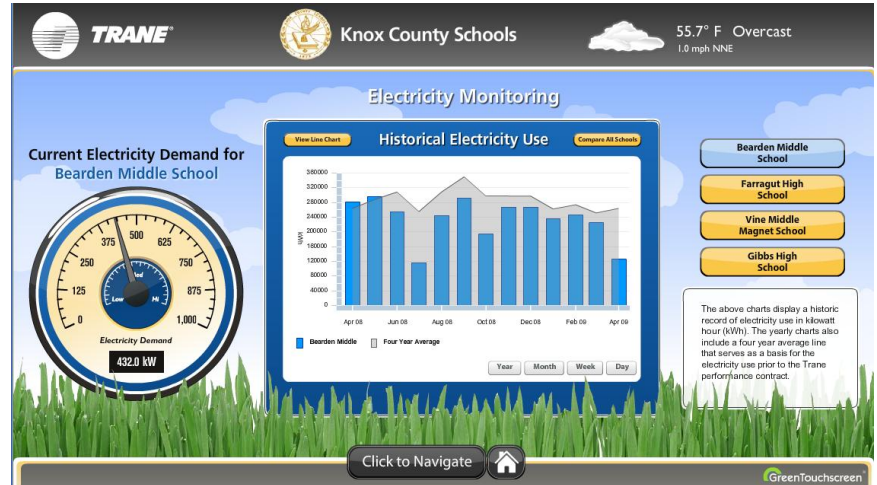 TRANE®
Knox County Schools
55.7° F Overcast
1.0 mph NNE
Electricity Monitoring
Current Electricity Demand for
Bearden Middle School
0
125
250
375
500
625
750
875
1,000
Low
Med
Hi
Electricity Demand
432.0 kW
View Line Chart
Historical Electricity Use
Compare All Schools
kWH
360000
320000
280000
240000
200000
160000
120000
80000
40000
0
Apr 08 Jun 08 Aug 08 Oct 08 Dec 08 Feb 09 Apr 09
Bearden Middle Four Year Average
Year Month Week Day
Bearden Middle
School
Farragut High
School
Vine Middle
Magnet School
Gibbs High
School
The above charts display a historic
record of electricity use in kilowatt
hour (kWh). The yearly charts also
include a four year average line
that serves as a basis for the
electricity use prior to the Trane
performance contract.
Click to Navigate
GreenTouchscreen